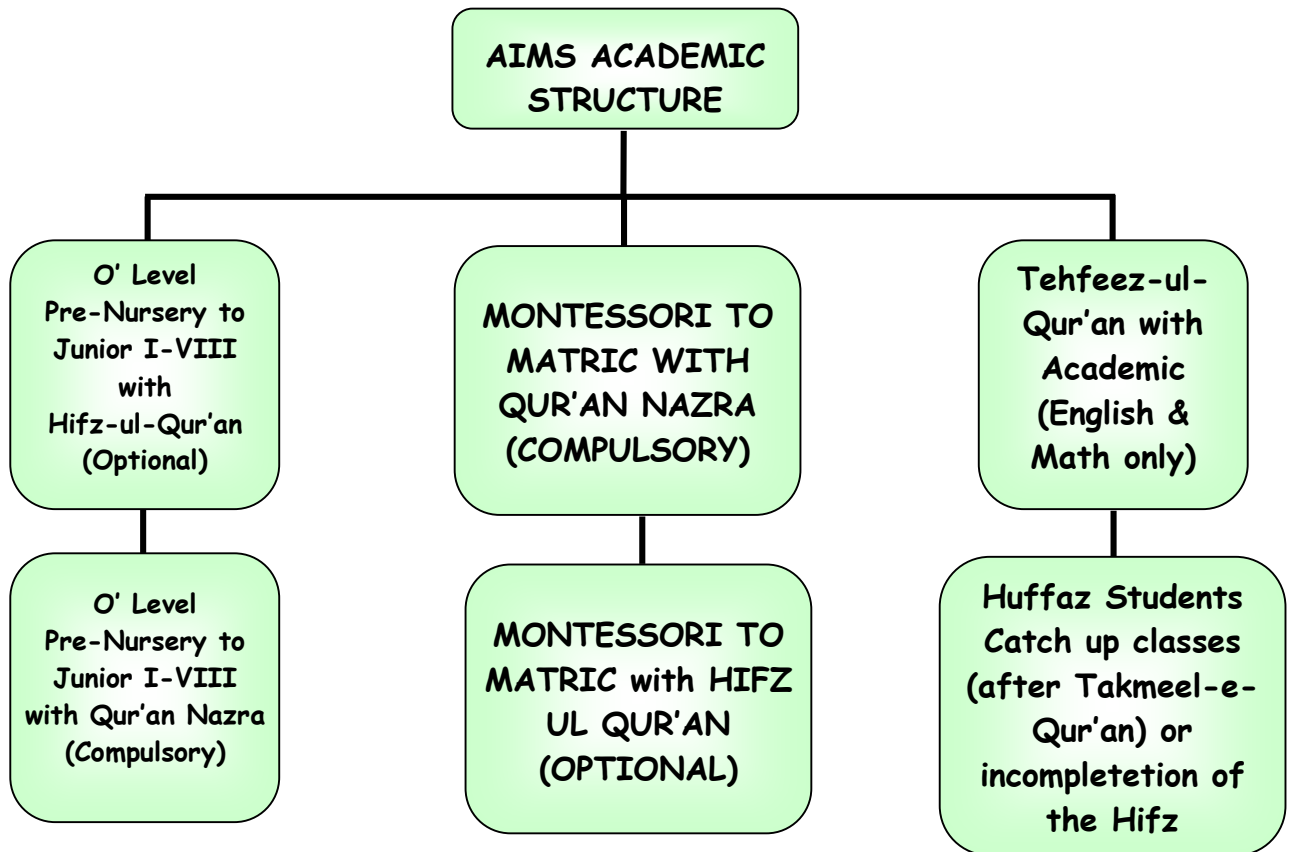 AIMS ACADEMIC
STRUCTURE
O' Level
Pre-Nursery to
Junior I-VIII
with
Hifz-ul-Qur'an
(Optional)
MONTESSORI TO
MATRIC WITH
QUR'AN NAZRA
(COMPULSORY)
Tehfeez-ul-
Qur'an with
Academic
(English &
Math only)
O' Level
Pre-Nursery to
Junior I-VIII
with Qur'an Nazra
(Compulsory)
MONTESSORI TO
MATRIC with HIFZ
UL QUR'AN
(OPTIONAL)
Huffaz Students
Catch up classes
(after Takmeel-e-
Qur'an) or
incompletetion of
the Hifz